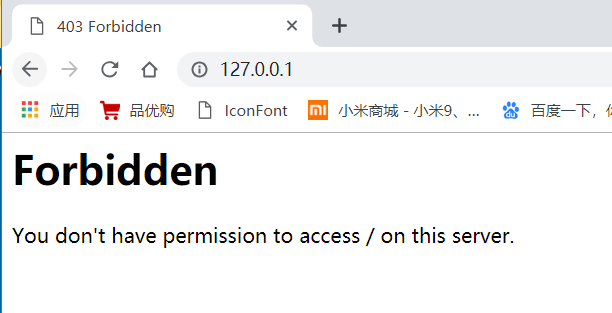 403 Forbidden
127.0.0.1
应用 品优购 IconFont 小米商城 - 小米9、... 百度一下，
Forbidden
You don't have permission to access / on this server.